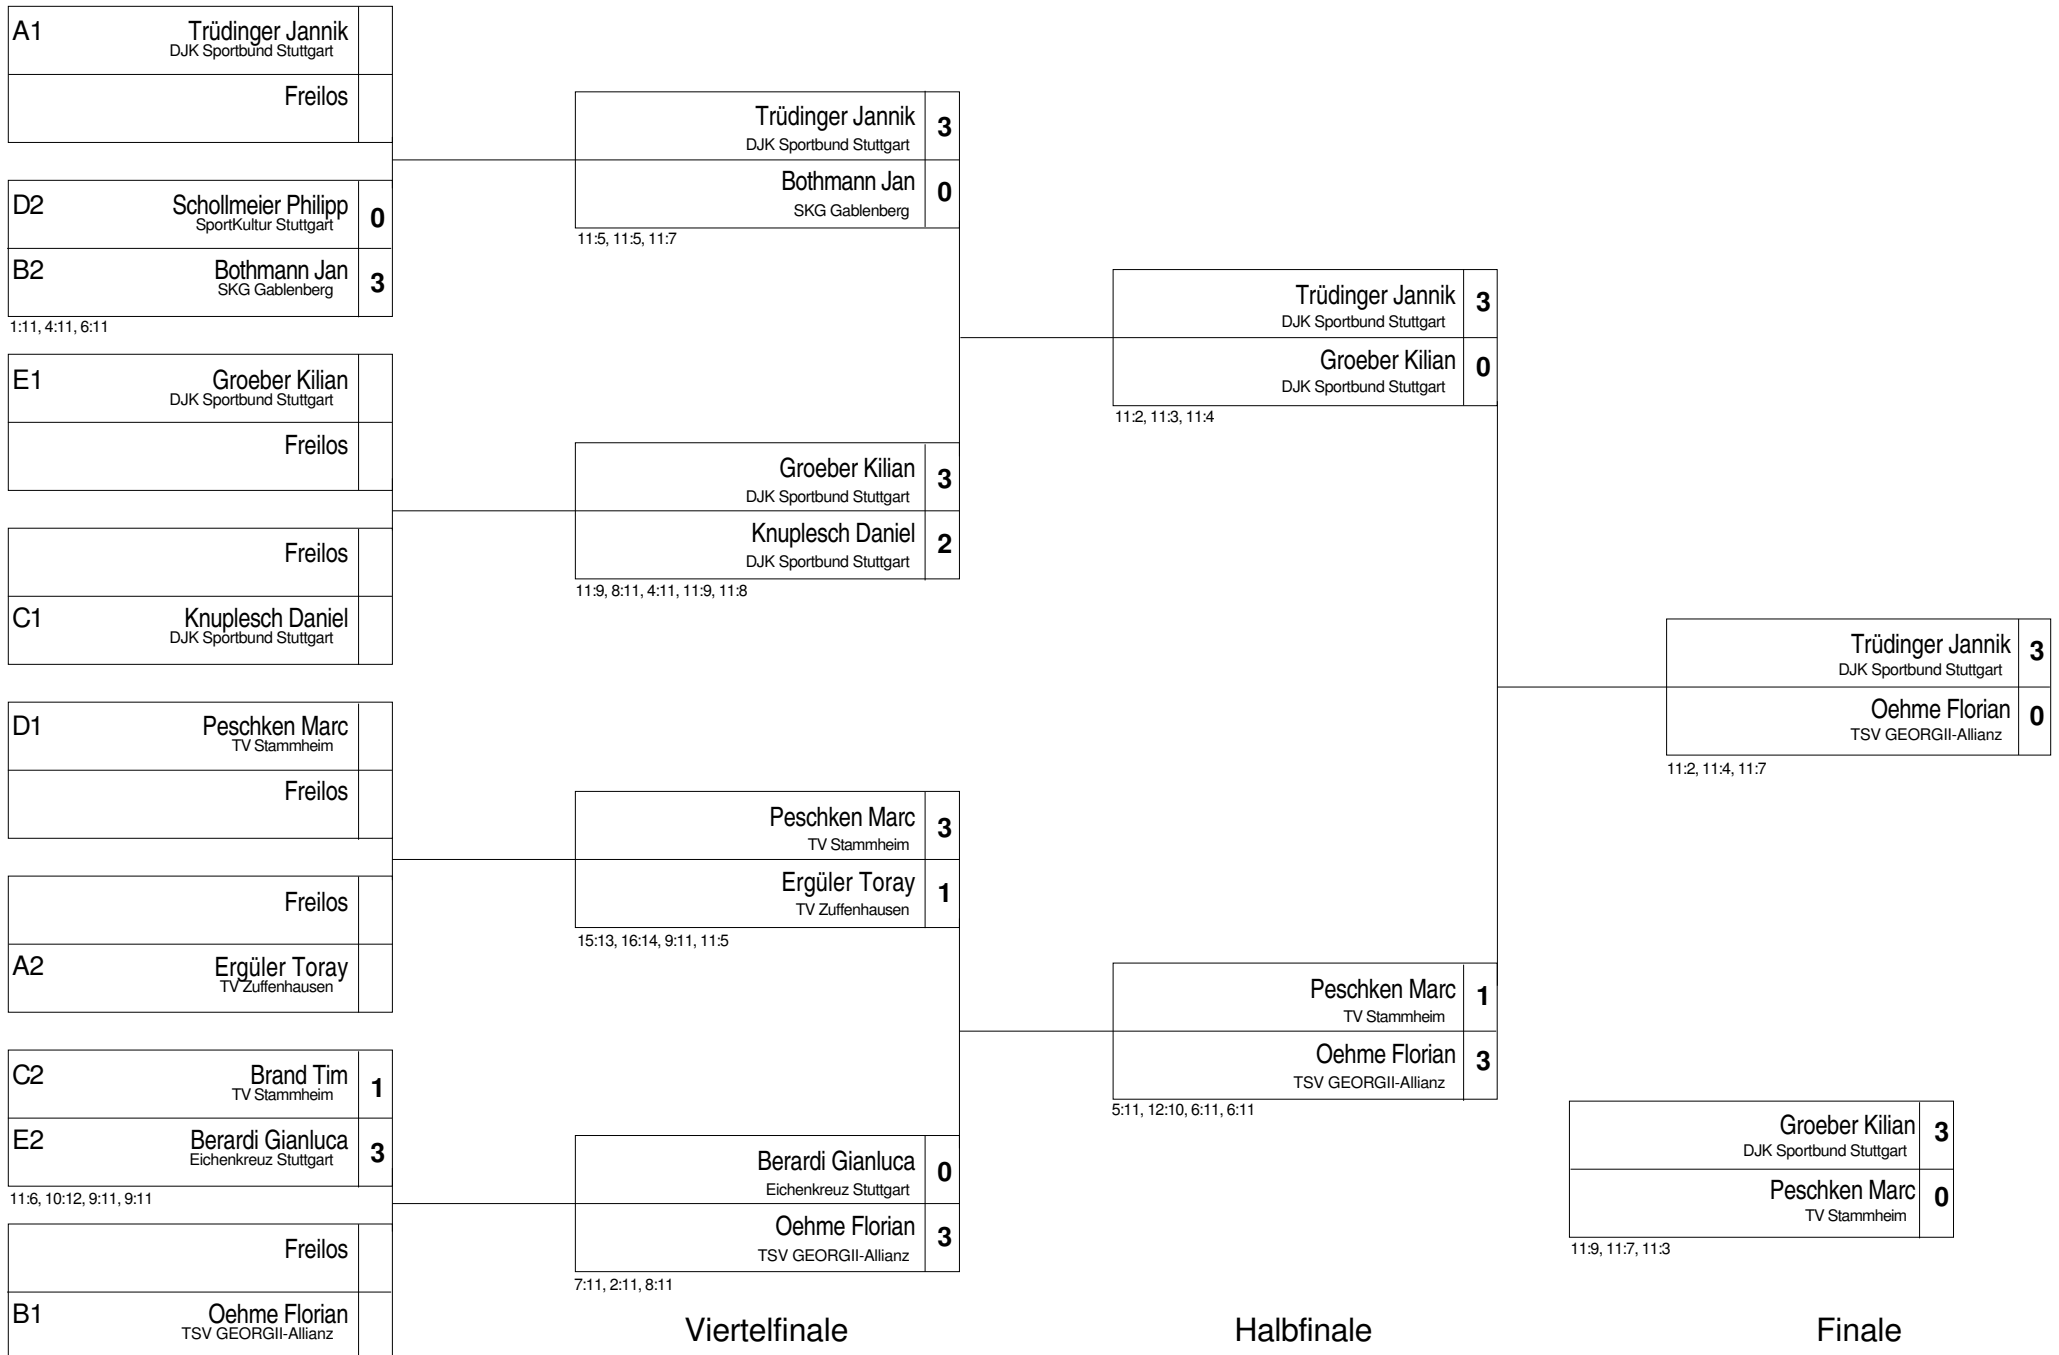 A1 Trüdinger Jannik
DJK Sportbund Stuttgart
Freilos
D2 Schollmeier Philipp 0
SportKultur Stuttgart
B2 Bothmann Jan 3
SKG Gablenberg
1:11, 4:11, 6:11
E1 Groeber Kilian
DJK Sportbund Stuttgart
Freilos
Freilos
C1 Knuplesch Daniel
DJK Sportbund Stuttgart
D1 Peschken Marc
TV Stammheim
Freilos
Freilos
A2 Ergüler Toray
TV Zuffenhausen
C2 Brand Tim 1
TV Stammheim
E2 Berardi Gianluca 3
Eichenkreuz Stuttgart
11:6, 10:12, 9:11, 9:11
Freilos
B1 Oehme Florian
TSV GEORGII-Allianz
Trüdinger Jannik 3
DJK Sportbund Stuttgart
Bothmann Jan 0
SKG Gablenberg
11:5, 11:5, 11:7
Groeber Kilian 3
DJK Sportbund Stuttgart
Knuplesch Daniel 2
DJK Sportbund Stuttgart
11:9, 8:11, 4:11, 11:9, 11:8
Peschken Marc 3
TV Stammheim
Ergüler Toray 1
TV Zuffenhausen
15:13, 16:14, 9:11, 11:5
Berardi Gianluca 0
Eichenkreuz Stuttgart
Oehme Florian 3
TSV GEORGII-Allianz
7:11, 2:11, 8:11
Viertelfinale
Trüdinger Jannik 3
DJK Sportbund Stuttgart
Groeber Kilian 0
DJK Sportbund Stuttgart
11:2, 11:3, 11:4
Peschken Marc 1
TV Stammheim
Oehme Florian 3
TSV GEORGII-Allianz
5:11, 12:10, 6:11, 6:11
Halbfinale
Trüdinger Jannik 3
DJK Sportbund Stuttgart
Oehme Florian 0
TSV GEORGII-Allianz
11:2, 11:4, 11:7
Groeber Kilian 3
DJK Sportbund Stuttgart
Peschken Marc 0
TV Stammheim
11:9, 11:7, 11:3
Finale